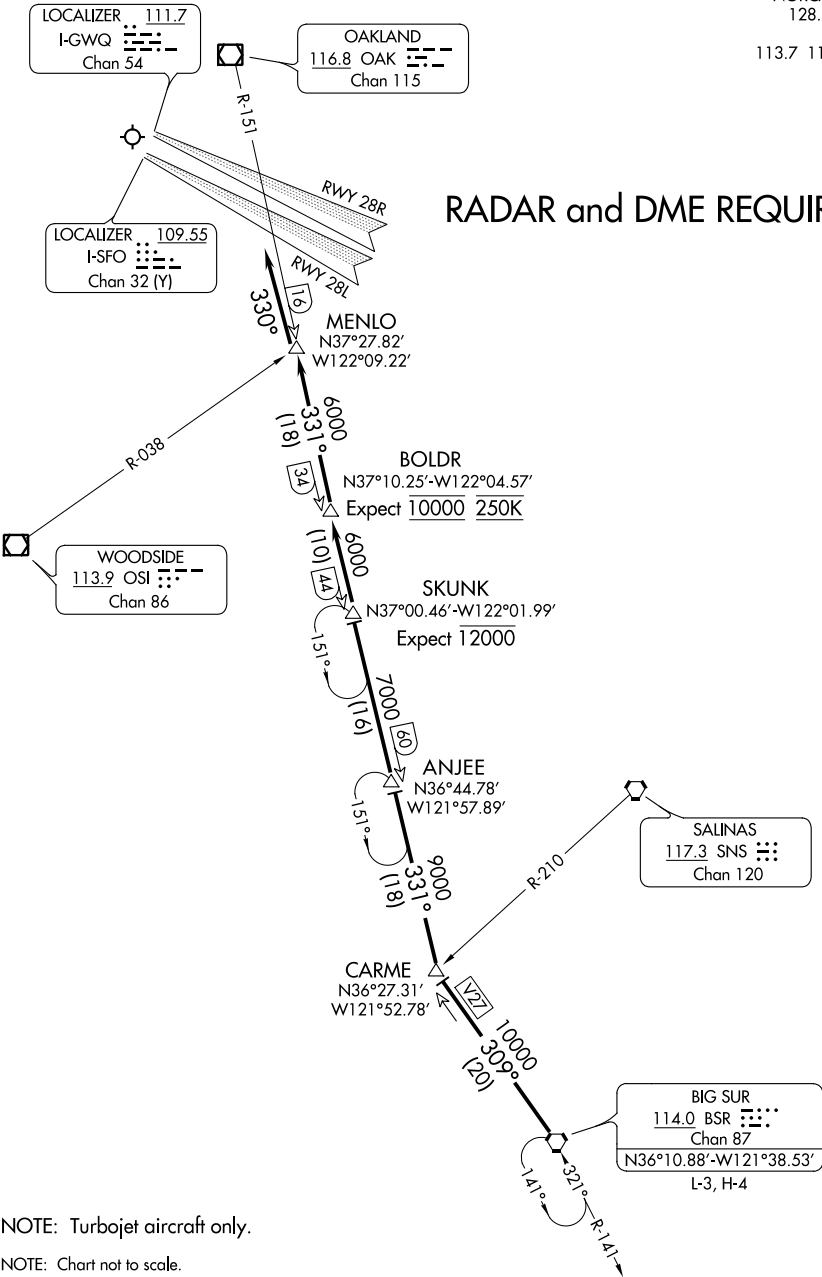 LOCALIZER 111.7
I-GWQ
Chan 54
OAKLAND
116.8 OAK
Chan 115
128.
113.7 11
R-151
RWY 28R
RADAR and DME REQUIR
LOCALIZER 109.55
I-SFO
Chan 32 (Y)
RWY 28L
330°
16
MENLO
N37°27.82′
W122°09.22′
R-038
6000
331°
(18)
34
BOLDR
N37°10.25′-W122°04.57′
Expect 10000 250K
WOODSIDE
113.9 OSI
Chan 86
6000
(10)
44
SKUNK
N37°00.46′-W122°01.99′
Expect 12000
151°
7000
(16)
60
ANJEE
N36°44.78′
W121°57.89′
151°
9000
331°
(18)
SALINAS
117.3 SNS
Chan 120
R-210
CARME
N36°27.31′
W121°52.78′
V27
10000
309°
(20)
BIG SUR
114.0 BSR
Chan 87
N36°10.88′-W121°38.53′
L-3, H-4
141°
321°
R-141
NOTE: Turbojet aircraft only.
NOTE: Chart not to scale.